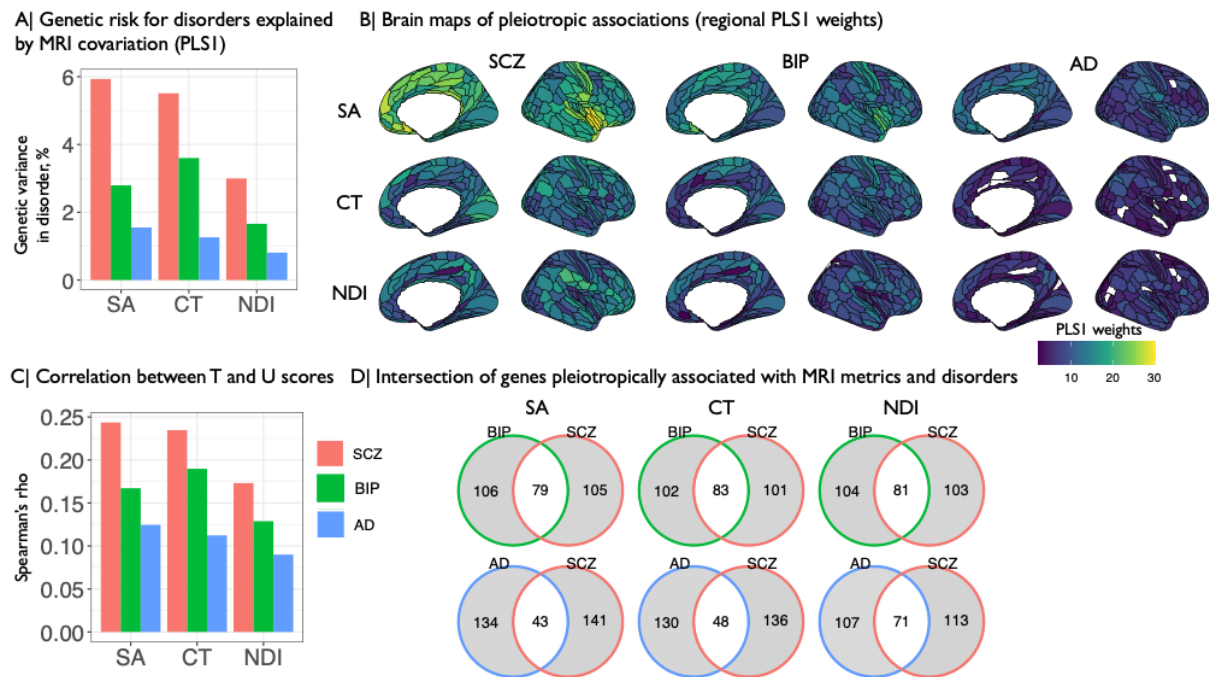 A| Genetic risk for disorders explained
by MRI covariation (PLS1)
6
4
2
0
Genetic variance
in disorder, %
SA
CT
NDI
B| Brain maps of pleiotropic associations (regional PLS1 weights)
SCZ
BIP
AD
SA
CT
NDI
PLS1 weights
10
20
30
C| Correlation between T and U scores
0.25
0.20
0.15
0.10
0.05
0.00
Spearman's rho
SA
CT
NDI
SCZ
BIP
AD
D| Intersection of genes pleiotropically associated with MRI metrics and disorders
SA
CT
NDI
BIP
SCZ
BIP
SCZ
BIP
SCZ
106
79
105
102
83
101
104
81
103
AD
SCZ
AD
SCZ
AD
SCZ
134
43
141
130
48
136
107
71
113